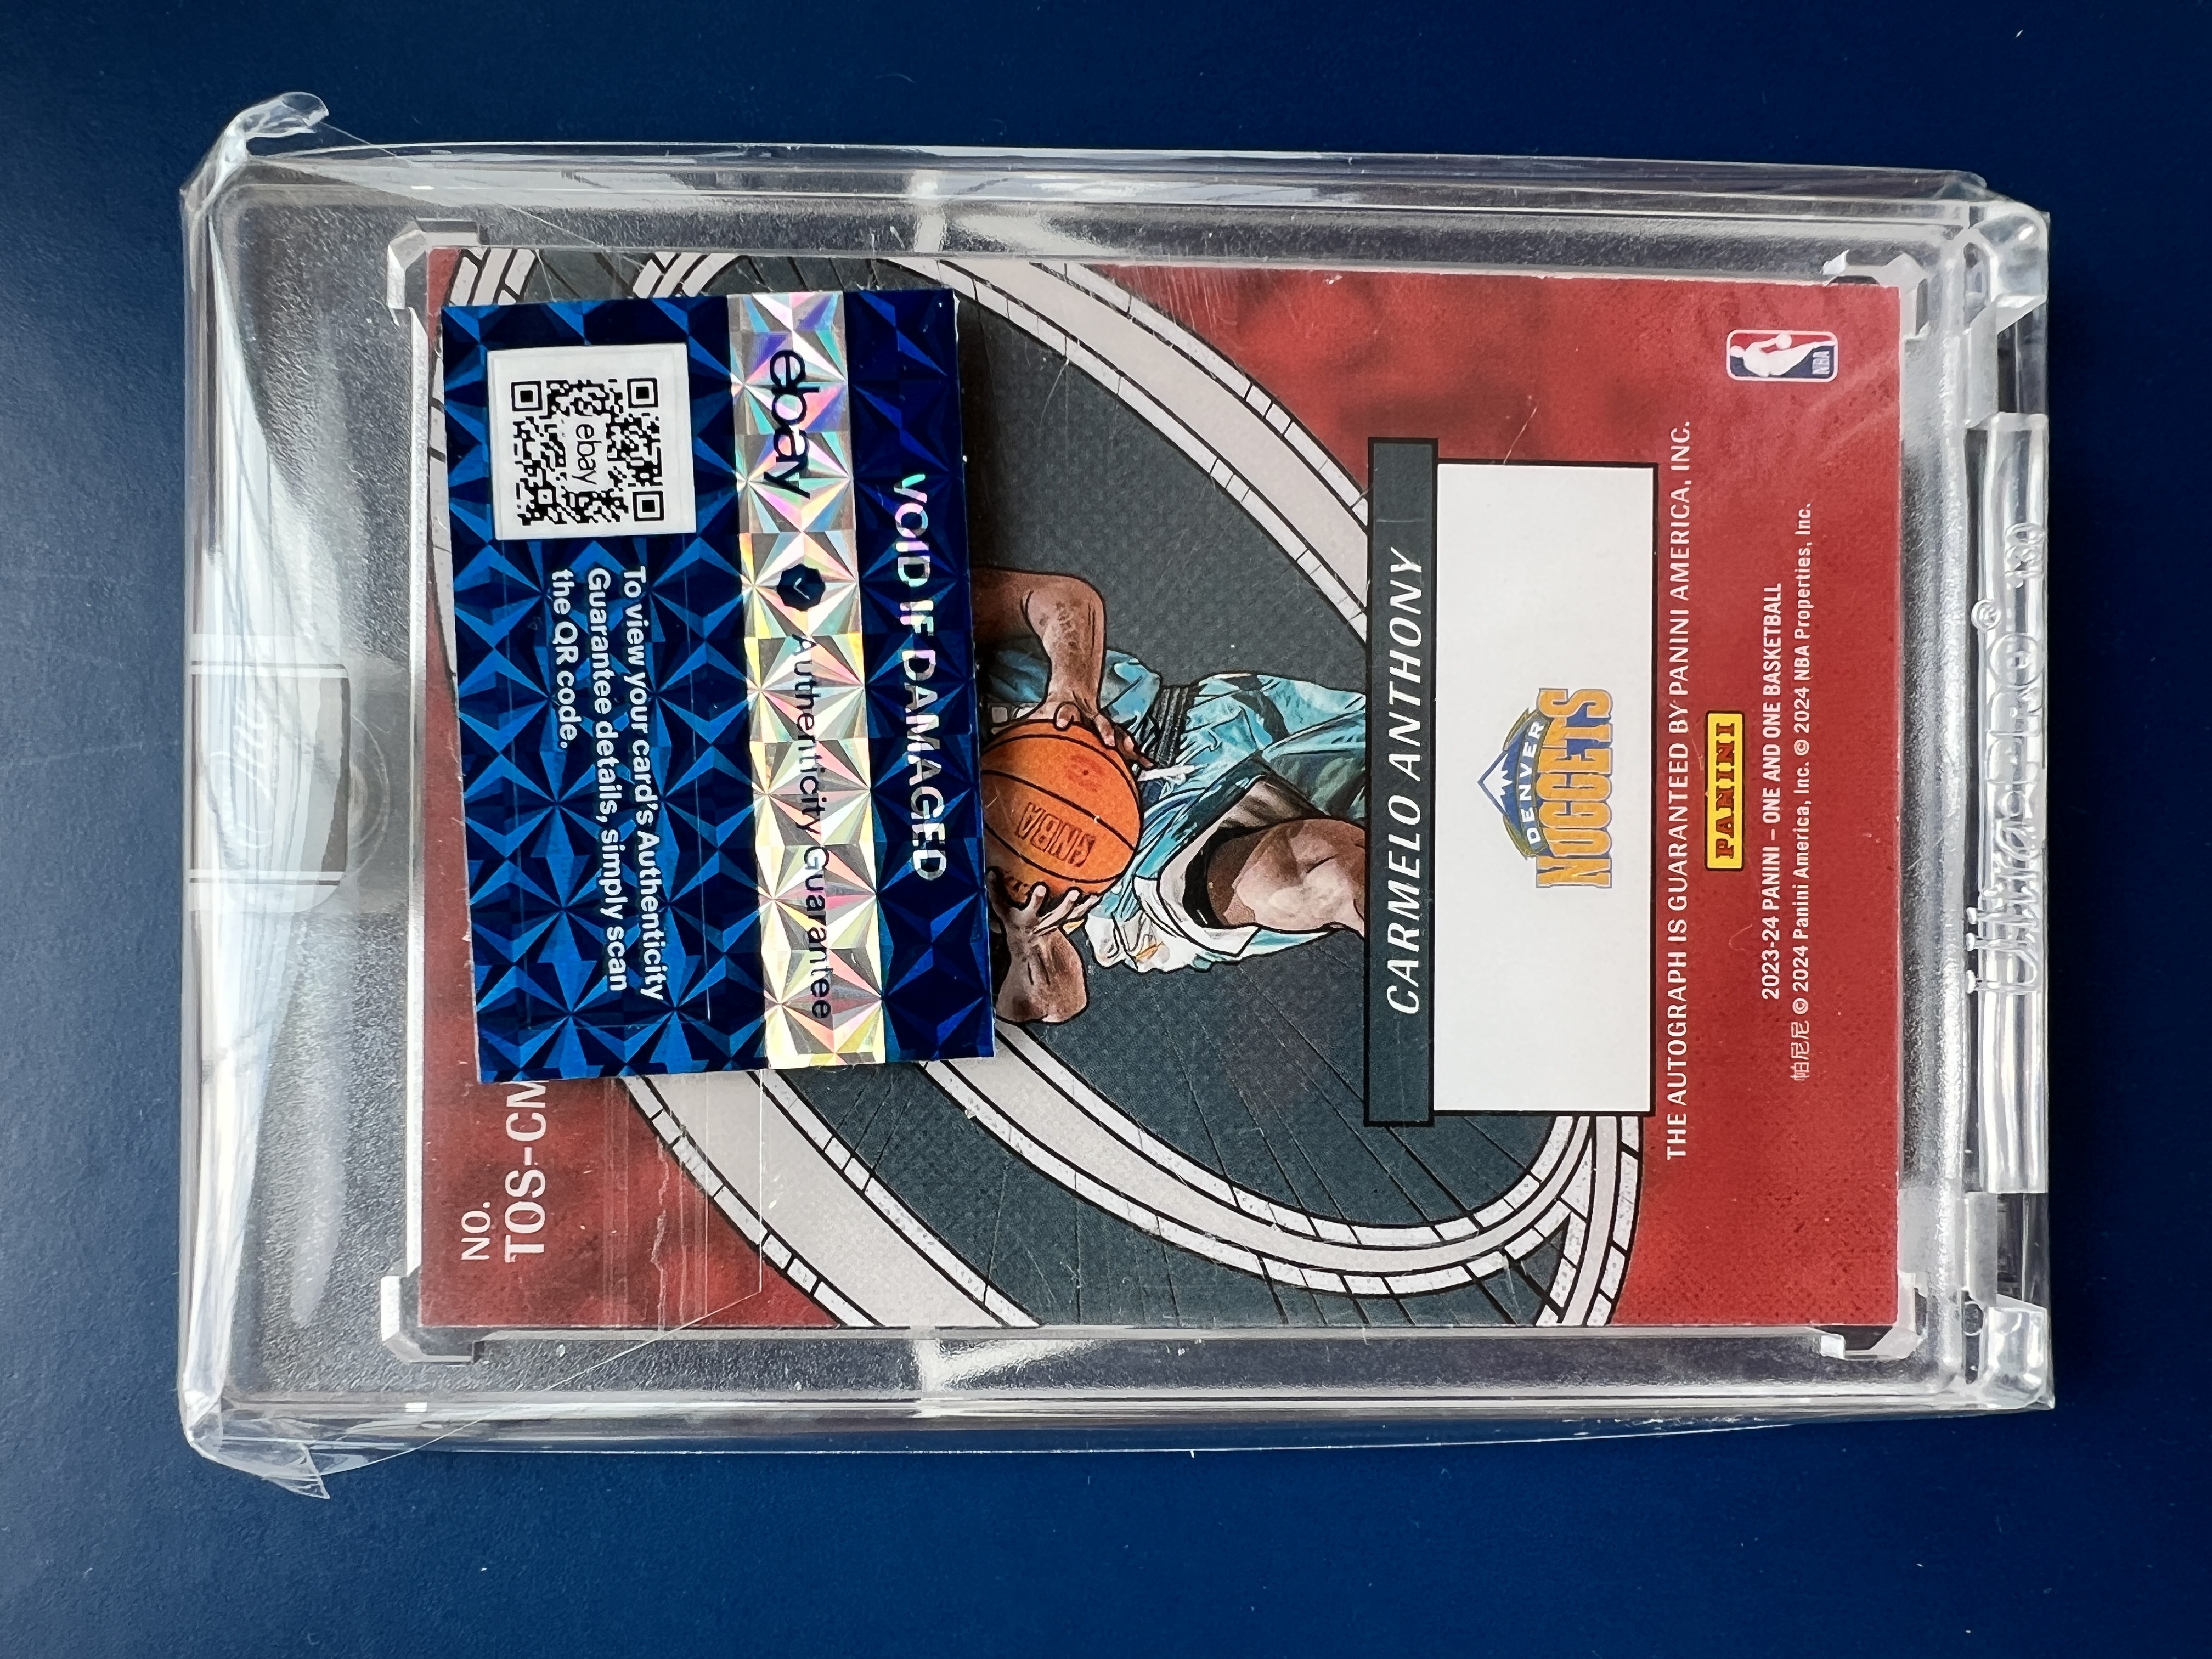 NO.
TOS-CM
NBA
CARMELO ANTHONY
DENVER
NUGGETS
THE AUTOGRAPH IS GUARANTEED BY PANINI AMERICA, INC.
PANINI
2023-24 PANINI – ONE AND ONE BASKETBALL
帕尼尼 © 2024 Panini America, Inc. © 2024 NBA Properties, Inc.
NBA
UltraPRO®
VOID IF DAMAGED
ebay Authenticity Guarantee
To view your card's Authenticity
Guarantee details, simply scan
the QR code.
ebay